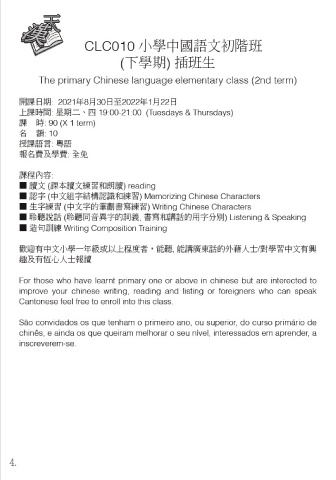 CLC010 小學中國語文初階班
(下學期) 插班生
The primary Chinese language elementary class (2nd term)
開課日期: 2021年8月30日至2022年1月22日
上課時間: 星期二、四 19:00-21:00 (Tuesdays & Thursdays)
課 時: 90 (X 1 term)
名 額: 10
授課語言: 粵語
報名費及學費: 全免
課程內容:
■ 讀文 (課本讀文練習和朗讀) reading
■ 認字 (中文組字結構認識和練習) Memorizing Chinese Characters
■ 生字練習 (中文字的筆劃書寫練習) Writing Chinese Characters
■ 聆聽說話 (聆聽同音異字的詞義, 書寫和講話的用字分別) Listening & Speaking
■ 造句訓練 Writing Composition Training
歡迎有中文小學一年級或以上程度者，能聽, 能講廣東話的外籍人士/對學習中文有興
趣及有恆心人士報讀
For those who have learnt primary one or above in chinese but are interected to
improve your chinese writing, reading and listing or foreigners who can speak
Cantonese feel free to enroll into this class.
São convidados os que tenham o primeiro ano, ou superior, do curso primário de
chinês, e ainda os que queiram melhorar o seu nível, interessados em aprender, a
inscreverem-se.
4.